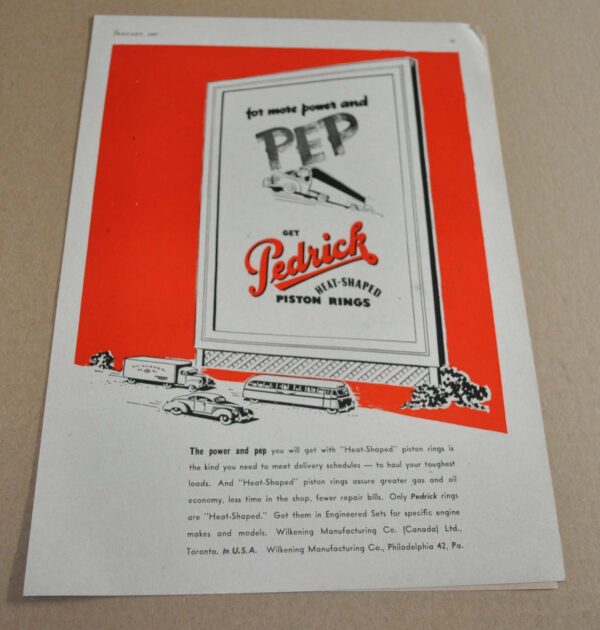 for more power and
PEP
GET
Pedrick
HEAT-SHAPED
PISTON RINGS
The power and pep you will get with "Heat-Shaped" piston rings is
the kind you need to meet delivery schedules — to haul your toughest
loads. And "Heat-Shaped" piston rings assure greater gas and oil
economy, less time in the shop, fewer repair bills. Only Pedrick rings
are "Heat-Shaped." Get them in Engineered Sets for specific engine
makes and models. Wilkening Manufacturing Co. (Canada) Ltd.,
Toronto. In U.S.A. Wilkening Manufacturing Co., Philadelphia 42, Pa.